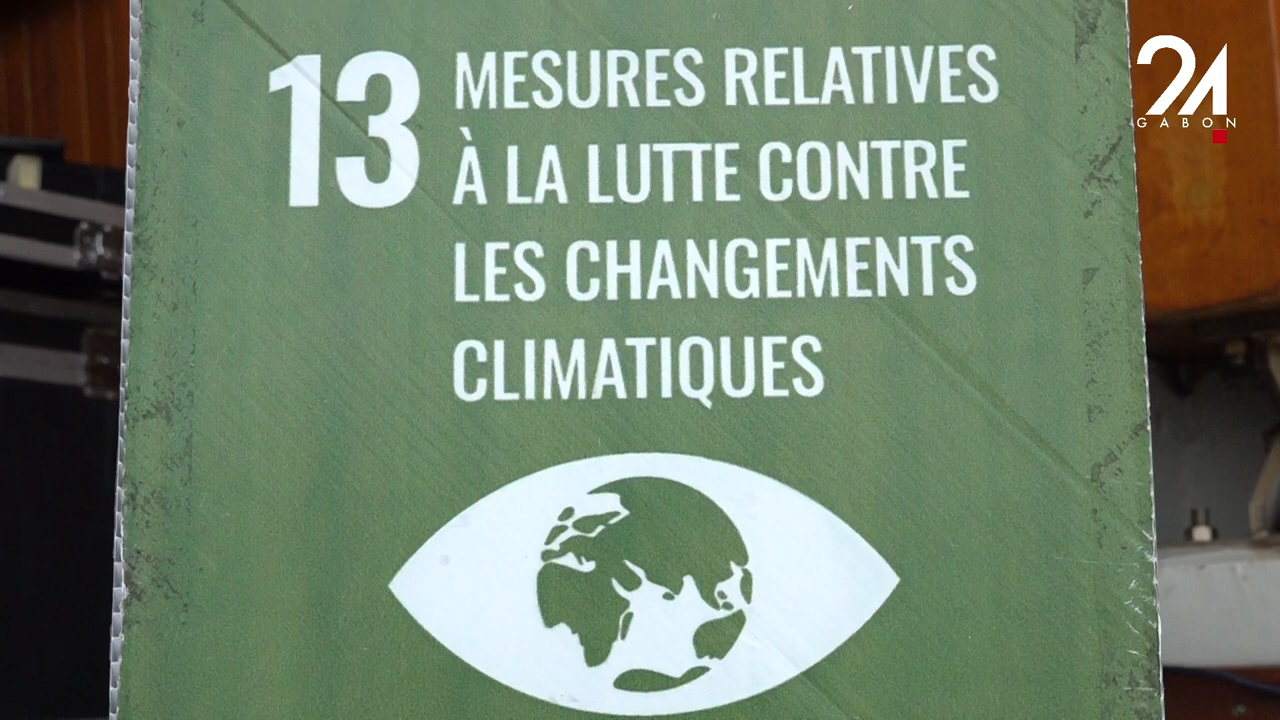 13 MESURES RELATIVES
À LA LUTTE CONTRE
LES CHANGEMENTS
CLIMATIQUES
24
GABON